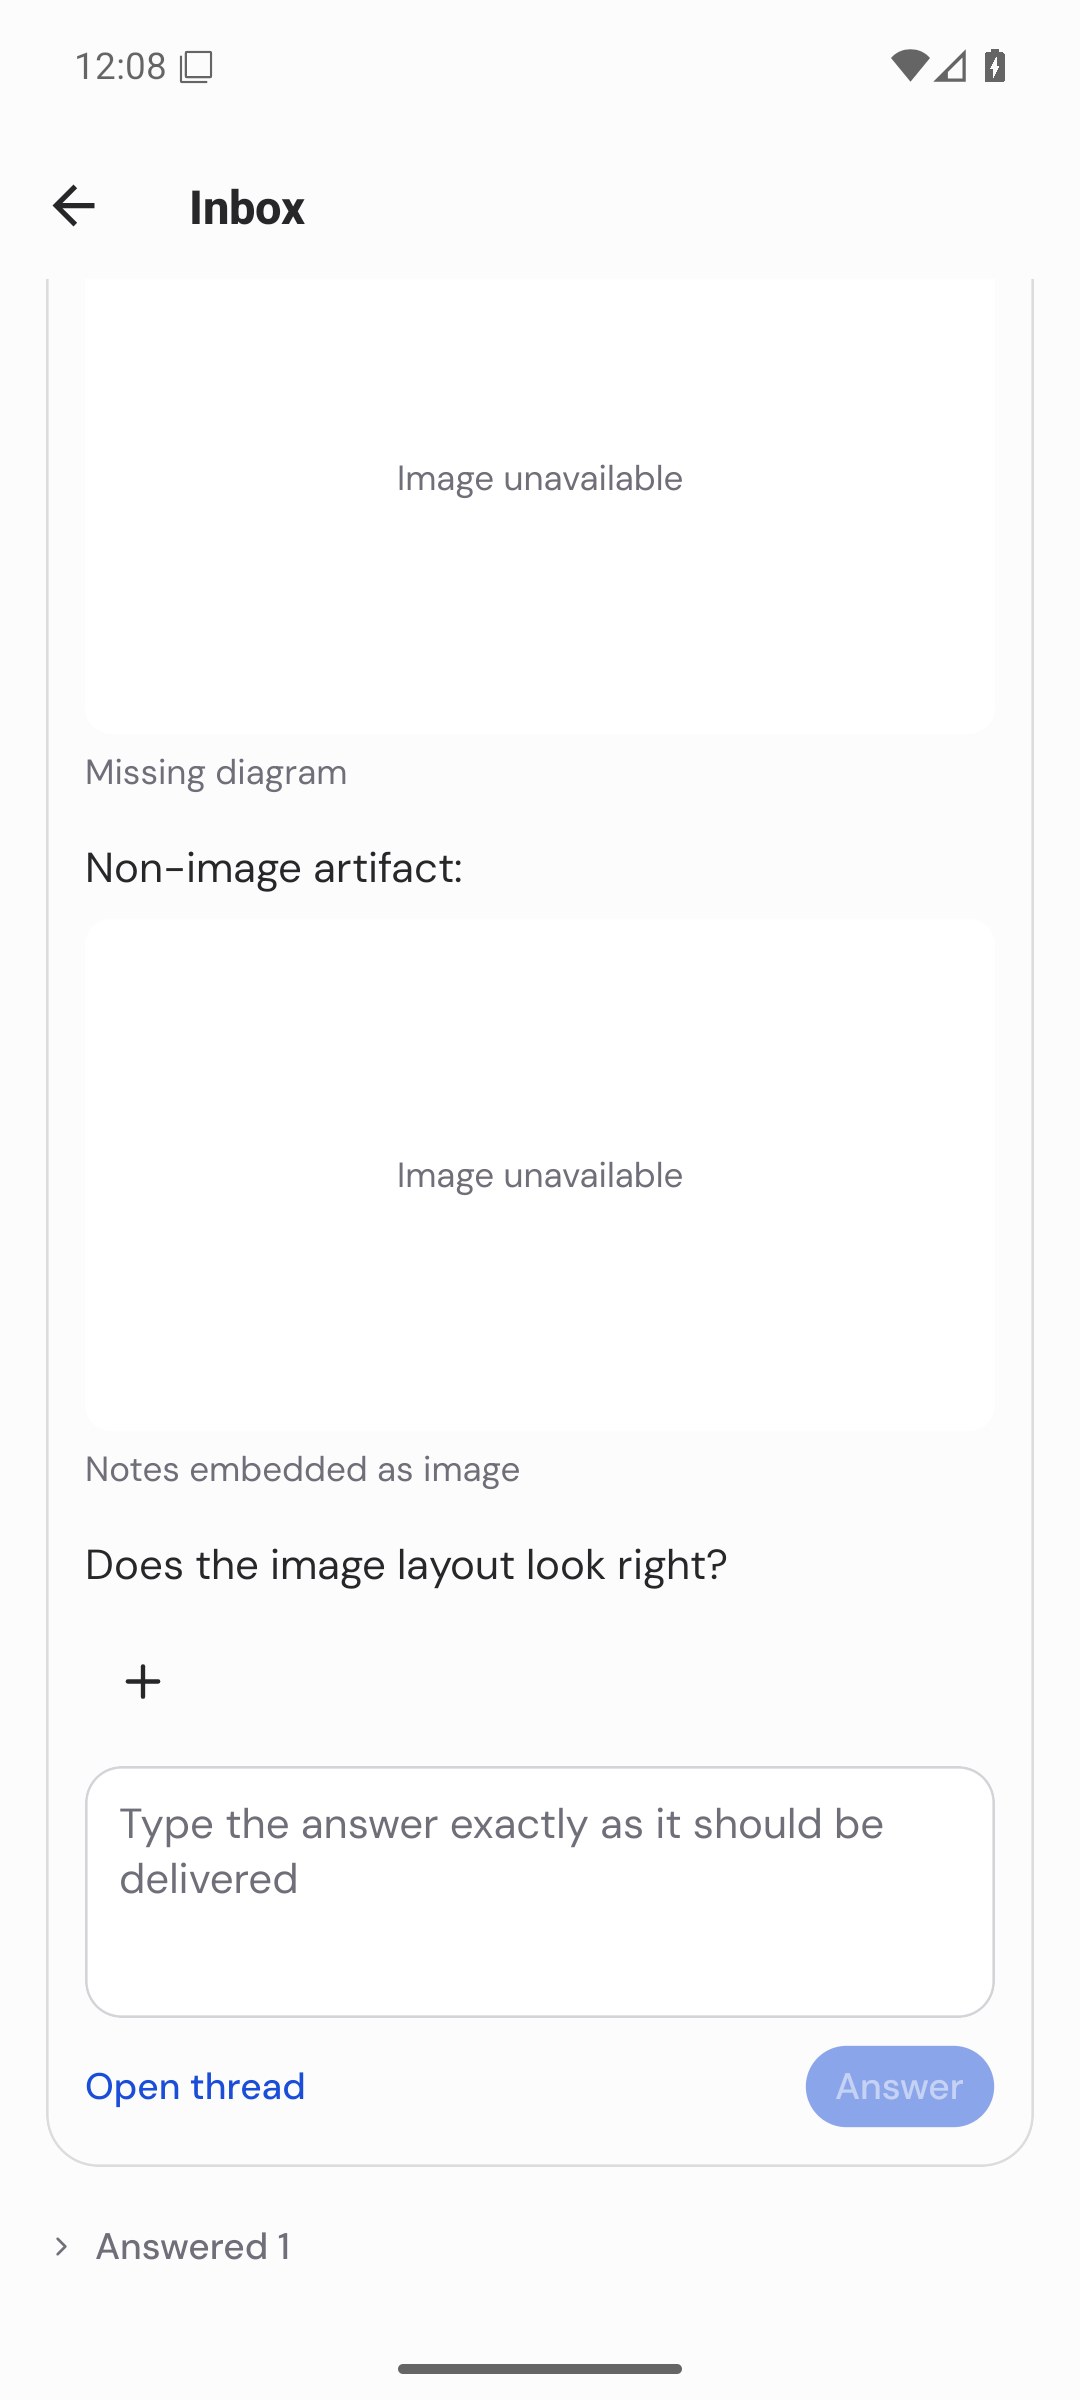 12:08
Inbox
Image unavailable
Missing diagram
Non-image artifact:
Image unavailable
Notes embedded as image
Does the image layout look right?
Type the answer exactly as it should be
delivered
Open thread
Answer
Answered 1